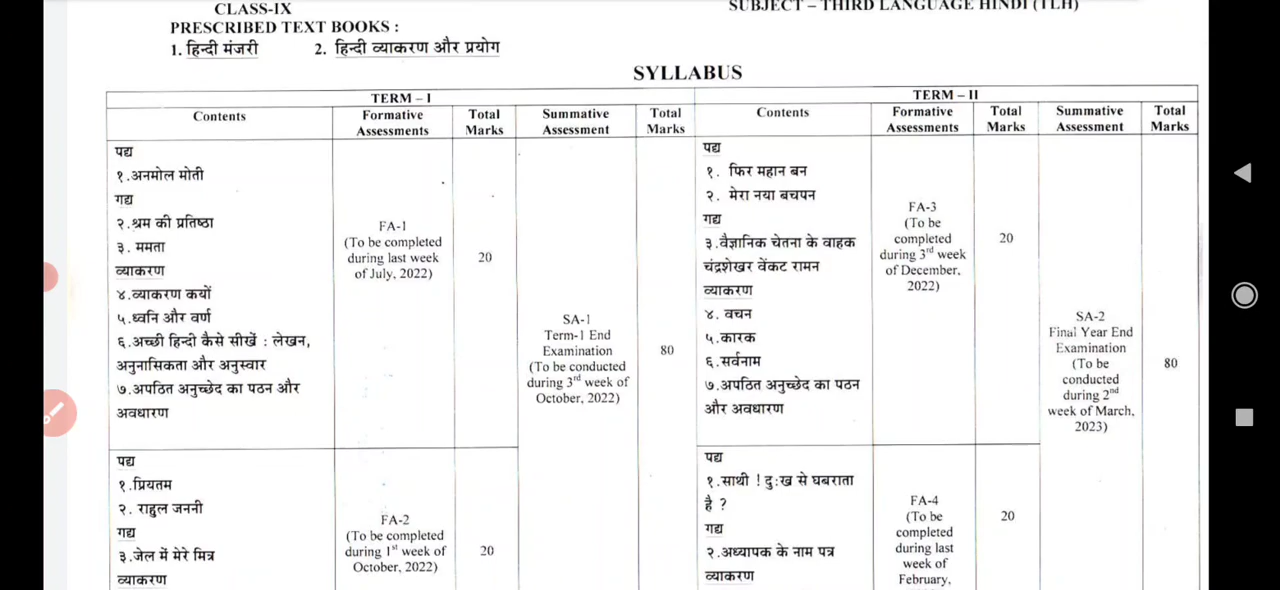 CLASS-IX
SUBJECT – THIRD LANGUAGE HINDI (TLH)
PRESCRIBED TEXT BOOKS :
1. हिन्दी मंजरी 2. हिन्दी व्याकरण और प्रयोग
SYLLABUS
TERM – I
Contents
Formative
Assessments
Total
Marks
Summative
Assessment
Total
Marks
पद्य
१.अनमोल मोती
गद्य
२.श्रम की प्रतिष्ठा
३. ममता
व्याकरण
४.व्याकरण कयों
५.ध्वनि और वर्ण
६.अच्छी हिन्दी कैसे सीखें : लेखन,
अनुनासिकता और अनुस्वार
७.अपठित अनुच्छेद का पठन और
अवधारण
FA-1
(To be completed
during last week
of July, 2022)
20
पद्य
१.प्रियतम
२. राहुल जननी
गद्य
३.जेल में मेरे मित्र
व्याकरण
FA-2
(To be completed
during 1st week of
October, 2022)
20
SA-1
Term-1 End
Examination
(To be conducted
during 3rd week of
October, 2022)
80
TERM – II
Contents
Formative
Assessments
Total
Marks
Summative
Assessment
Total
Marks
पद्य
१. फिर महान बन
२. मेरा नया बचपन
गद्य
३.वैज्ञानिक चेतना के वाहक
चंद्रशेखर वेंकट रामन
व्याकरण
४. वचन
५.कारक
६.सर्वनाम
७.अपठित अनुच्छेद का पठन
और अवधारण
FA-3
(To be
completed
during 3rd week
of December,
2022)
20
पद्य
१.साथी ! दुःख से घबराता
है ?
गद्य
२.अध्यापक के नाम पत्र
व्याकरण
FA-4
(To be
completed
during last
week of
February,
20
SA-2
Final Year End
Examination
(To be
conducted
during 2nd
week of March,
2023)
80